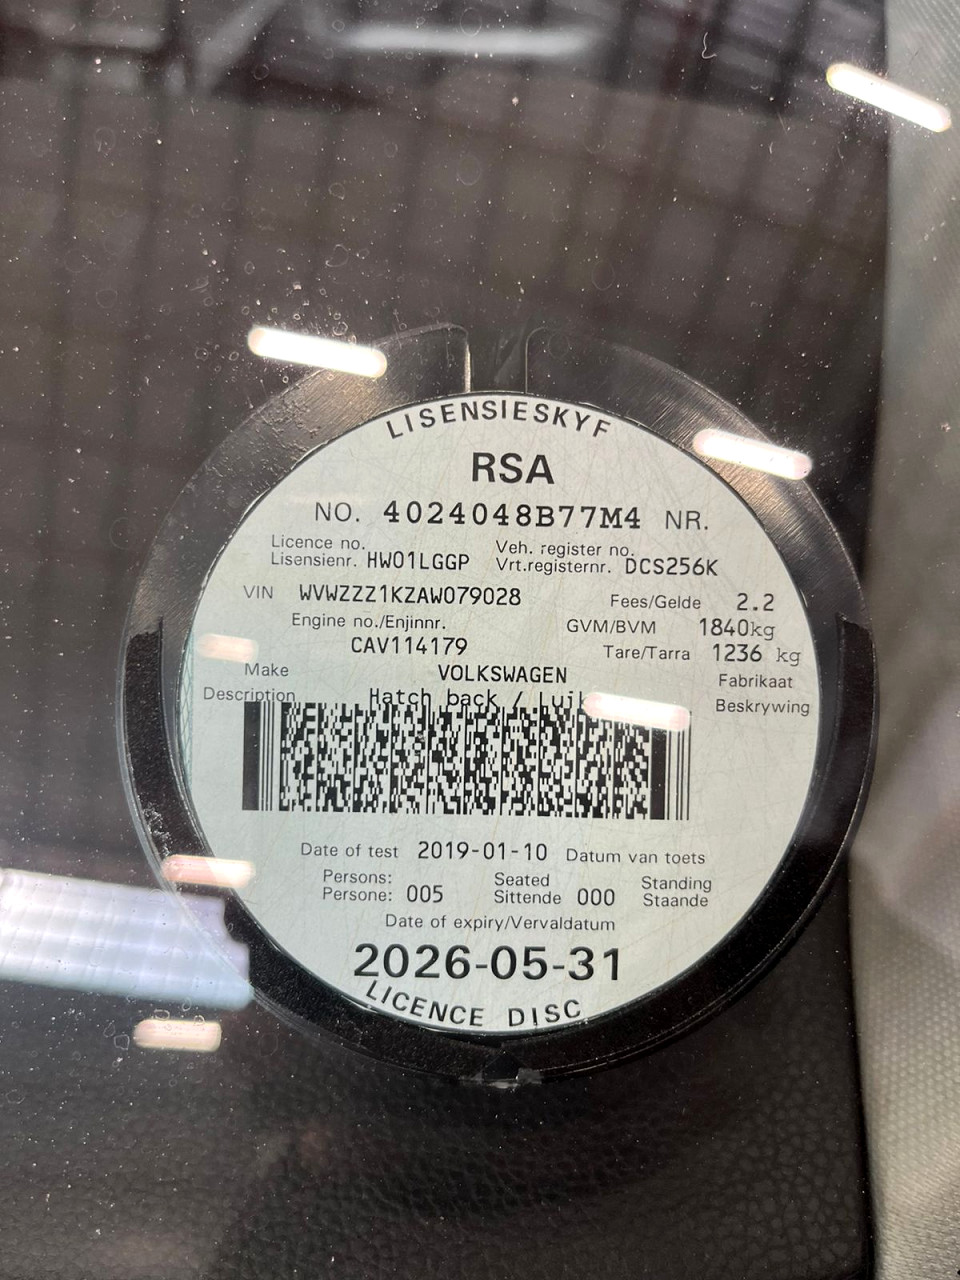 LISENSIESKYF
RSA
NO. 4024048B77M4 NR.
Licence no.
Lisensienr. HW01LGGP
Veh. register no.
Vrt.registernr. DCS256K
VIN WVWZZZ1KZAW079028
Fees/Gelde 2.2
Engine no./Enjinnr.
CAV114179
GVM/BVM 1840kg
Tare/Tarra 1236 kg
Make VOLKSWAGEN Fabrikaat
Description Hatch back / Beskrywing
Date of test 2019-01-10 Datum van toets
Persons: Seated Standing
Persone: 005 Sittende 000 Staande
Date of expiry/Vervaldatum
2026-05-31
LICENCE DISC